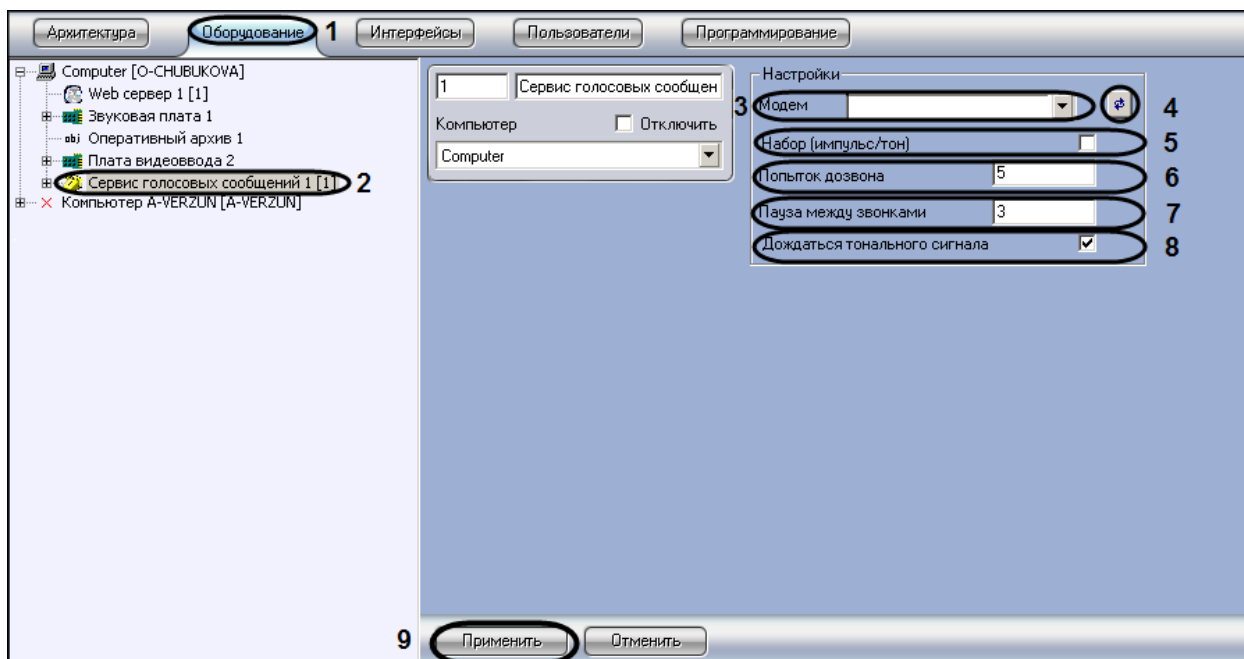 Архитектура Оборудование 1 Интерфейсы Пользователи Программирование
Computer [O-CHUBUKOVA]
Web сервер 1 [1]
Звуковая плата 1
obj Оперативный архив 1
Плата видеоввода 2
Сервис голосовых сообщений 1 [1] 2
Компьютер A-VERZUN [A-VERZUN]
1 Сервис голосовых сообщен
Компьютер Отключить
Computer
Настройки
3 Модем 4
Набор (импульс/тон) 5
Попыток дозвона 5 6
Пауза между звонками 3 7
Дождаться тонального сигнала 8
9 Применить Отменить